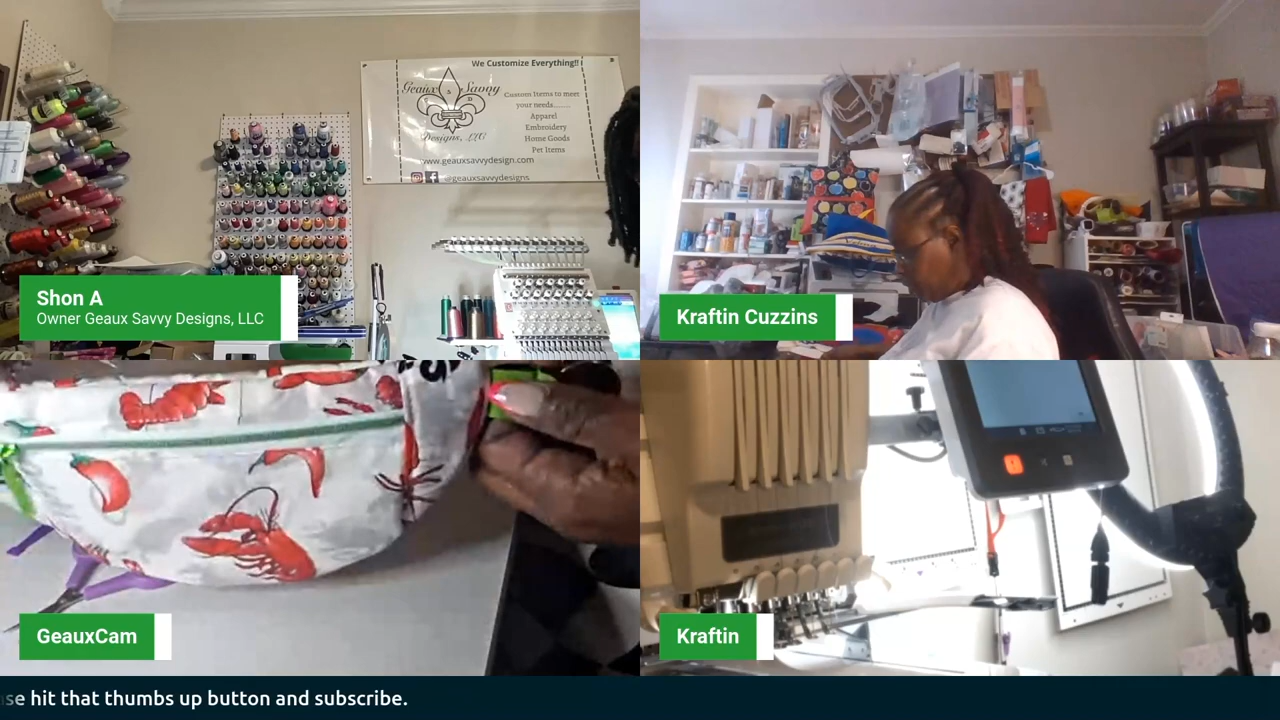 We Customize Everything!!
Geaux Savvy
S
D
Designs, LLC
Custom Items to meet
your needs........
Apparel
Embroidery
Home Goods
Pet Items
www.geauxsavvydesign.com
@geauxsavvydesigns
Shon A
Owner Geaux Savvy Designs, LLC
Kraftin Cuzzins
GeauxCam
Kraftin
se hit that thumbs up button and subscribe.